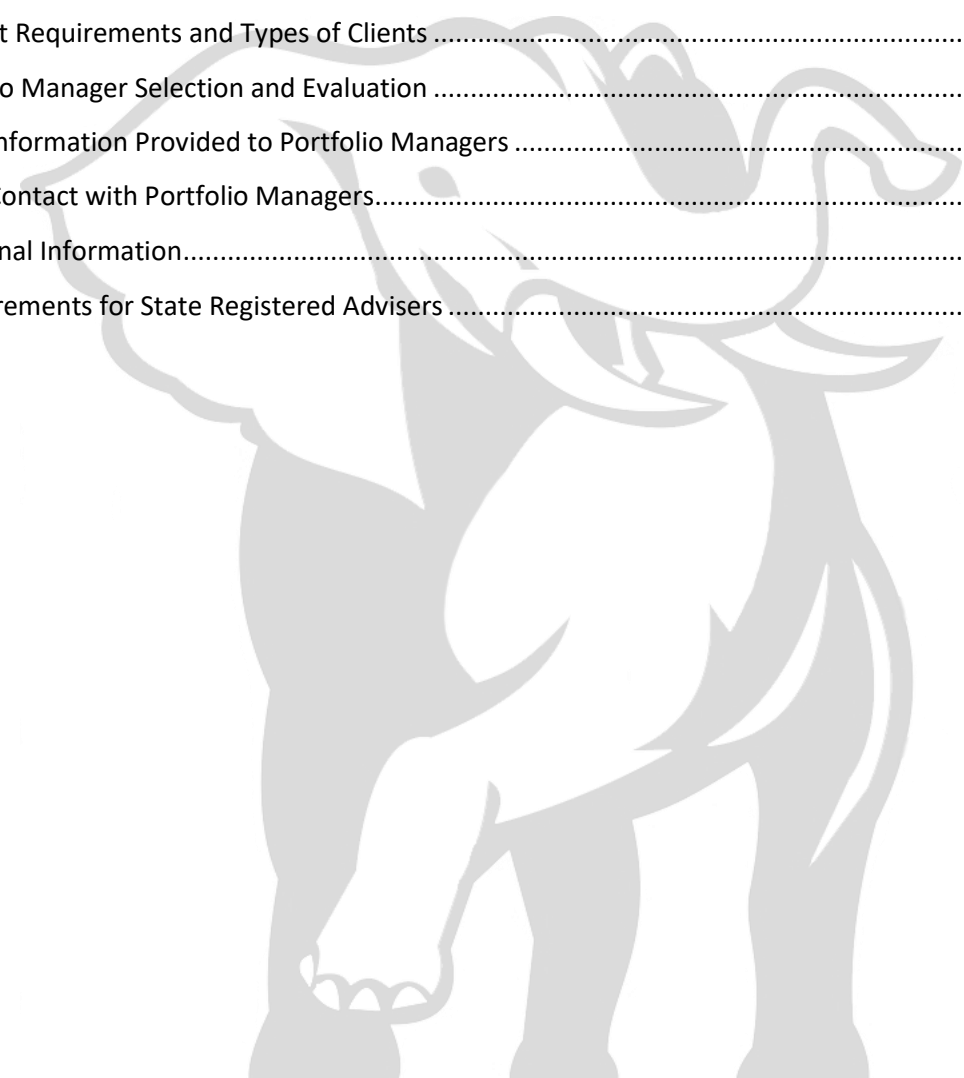 t Requirements and Types of Clients ....................................................................................
o Manager Selection and Evaluation ....................................................................................
nformation Provided to Portfolio Managers ........................................................................
Contact with Portfolio Managers..........................................................................................
nal Information....................................................................................................................
rements for State Registered Advisers ................................................................................